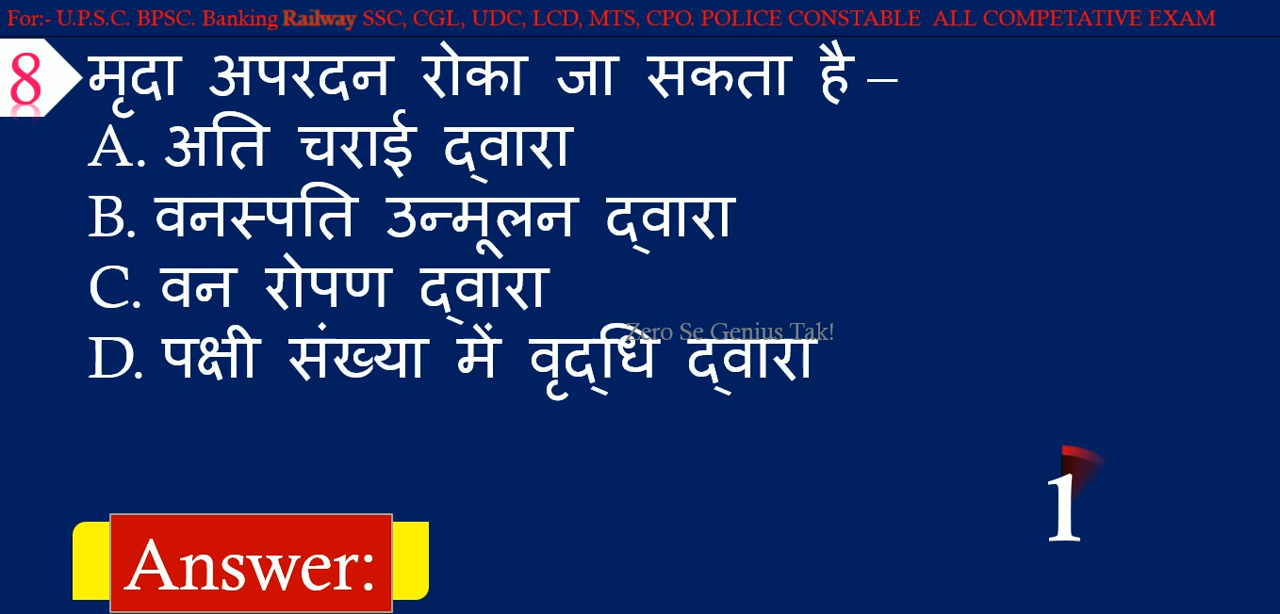 For:- U.P.S.C. BPSC. Banking Railway SSC, CGL, UDC, LCD, MTS, CPO. POLICE CONSTABLE ALL COMPETATIVE EXAM
8 मृदा अपरदन रोका जा सकता है –
A. अति चराई द्वारा
B. वनस्पति उन्मूलन द्वारा
C. वन रोपण द्वारा
Zero Se Genius Tak!
D. पक्षी संख्या में वृद्धि द्वारा
1
Answer: